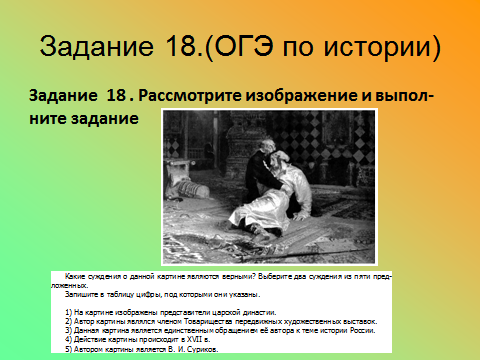 Задание 18.(ОГЭ по истории)
Задание 18 . Рассмотрите изображение и выпол-
ните задание
Какие суждения о данной картине являются верными? Выберите два суждения из пяти пред-
ложенных.
Запишите в таблицу цифры, под которыми они указаны.
1) На картине изображены представители царской династии.
2) Автор картины являлся членом Товарищества передвижных художественных выставок.
3) Данная картина является единственным обращением её автора к теме истории России.
4) Действие картины происходит в XVII в.
5) Автором картины является В. И. Суриков.